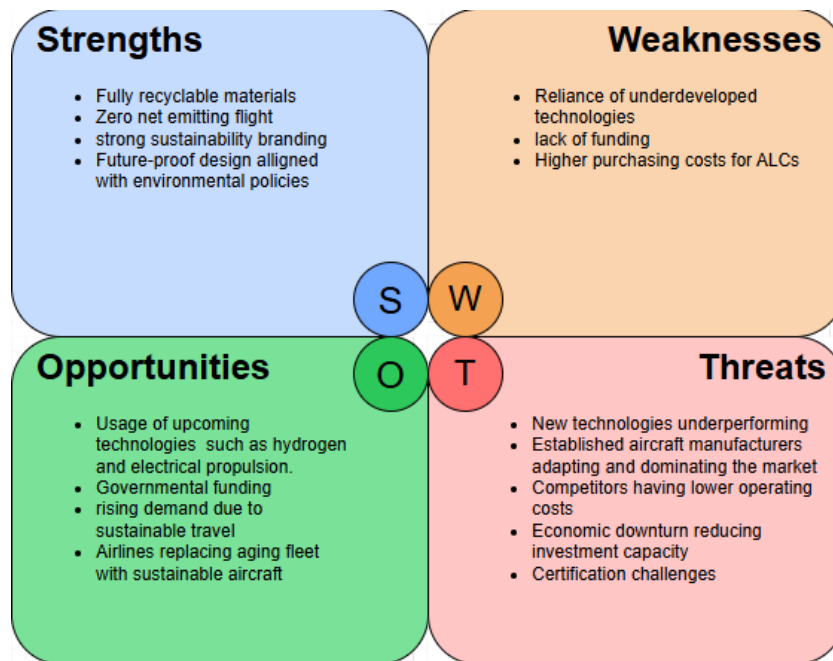 Strengths
• Fully recyclable materials
• Zero net emitting flight
• strong sustainability branding
• Future-proof design alligned
with environmental policies
Weaknesses
• Reliance of underdeveloped
technologies
• lack of funding
• Higher purchasing costs for ALCs
S
W
O
T
Opportunities
• Usage of upcoming
technologies such as hydrogen
and electrical propulsion.
• Governmental funding
• rising demand due to
sustainable travel
• Airlines replacing aging fleet
with sustainable aircraft
Threats
• New technologies underperforming
• Established aircraft manufacturers
adapting and dominating the market
• Competitors having lower operating
costs
• Economic downturn reducing
investment capacity
• Certification challenges